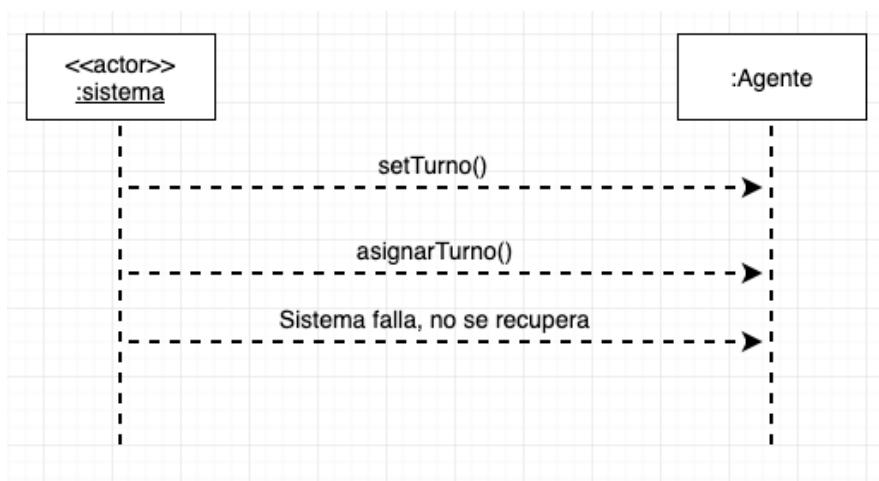 <<actor>>
:sistema
:Agente
setTurno()
asignarTurno()
Sistema falla, no se recupera